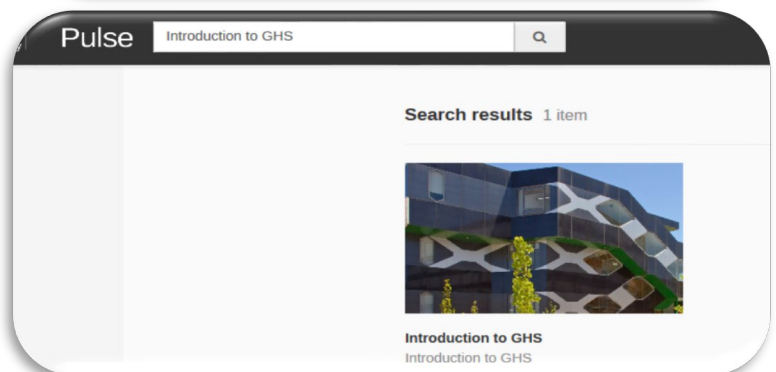 Pulse
Introduction to GHS
Search results 1 item
Introduction to GHS
Introduction to GHS